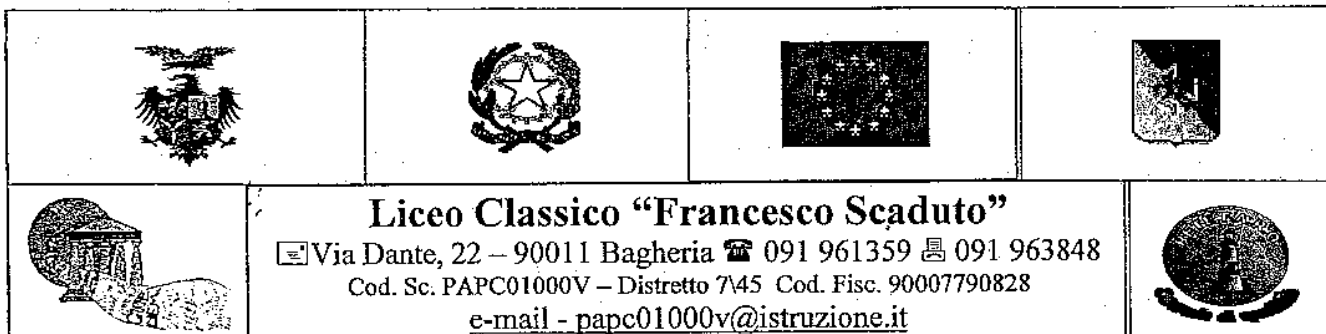 Liceo Classico “Francesco Scaduto”
Via Dante, 22 – 90011 Bagheria ☎ 091 961359 091 963848
Cod. Sc. PAPC01000V – Distretto 7\45 Cod. Fisc. 90007790828
e-mail - papc01000v@istruzione.it